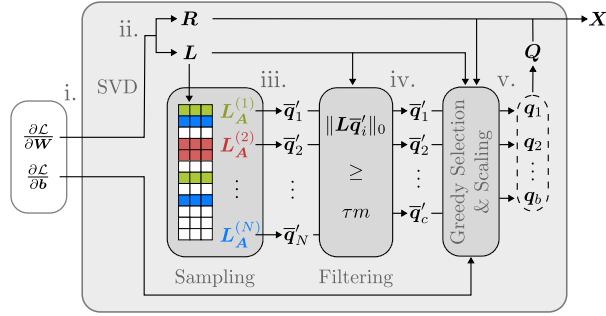 ii.
R
X
L
Q
i.
SVD
iii.
iv.
v.
∂L/∂W
∂L/∂b
L_A^(1)
L_A^(2)
⋮
L_A^(N)
q̅′_1
q̅′_2
⋮
q̅′_N
‖Lq̅′_i‖_0
≥
τm
q̅′_1
q̅′_2
⋮
q̅′_c
Greedy Selection
& Scaling
q_1
q_2
⋮
q_b
Sampling
Filtering